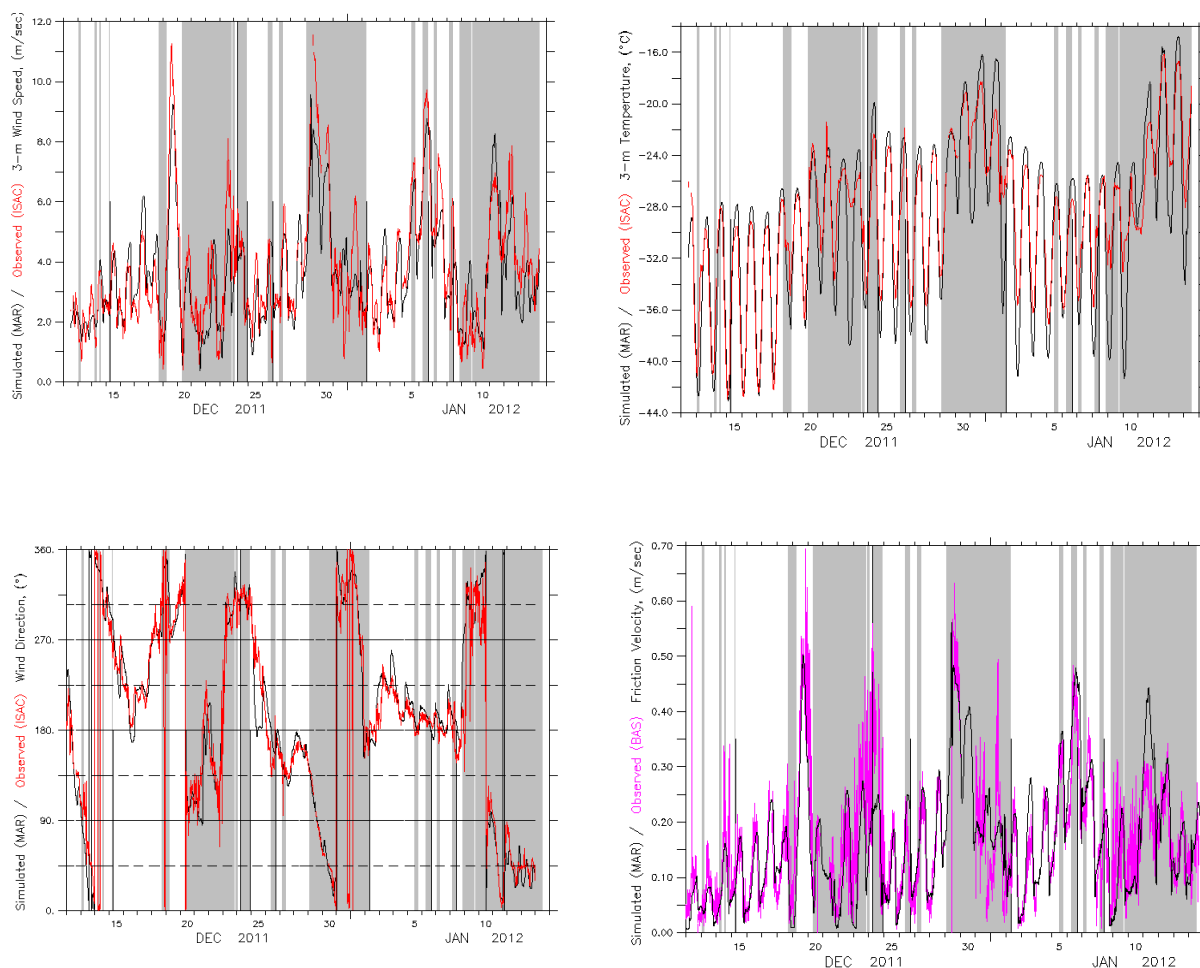 Simulated (MAR) / Observed (ISAC) 3-m Wind Speed, (m/sec)
12.0
10.0
8.0
6.0
4.0
2.0
0.0
15 20 25 30 5 10
DEC 2011 JAN 2012
Simulated (MAR) / Observed (ISAC) 3-m Temperature, (°C)
-16.0
-20.0
-24.0
-28.0
-32.0
-36.0
-40.0
-44.0
15 20 25 30 5 10
DEC 2011 JAN 2012
Simulated (MAR) / Observed (ISAC) Wind Direction, (°)
360.
270.
180.
90.
0.
15 20 25 30 5 10
DEC 2011 JAN 2012
Simulated (MAR) / Observed (BAS) Friction Velocity, (m/sec)
0.70
0.60
0.50
0.40
0.30
0.20
0.10
0.00
15 20 25 30 5 10
DEC 2011 JAN 2012